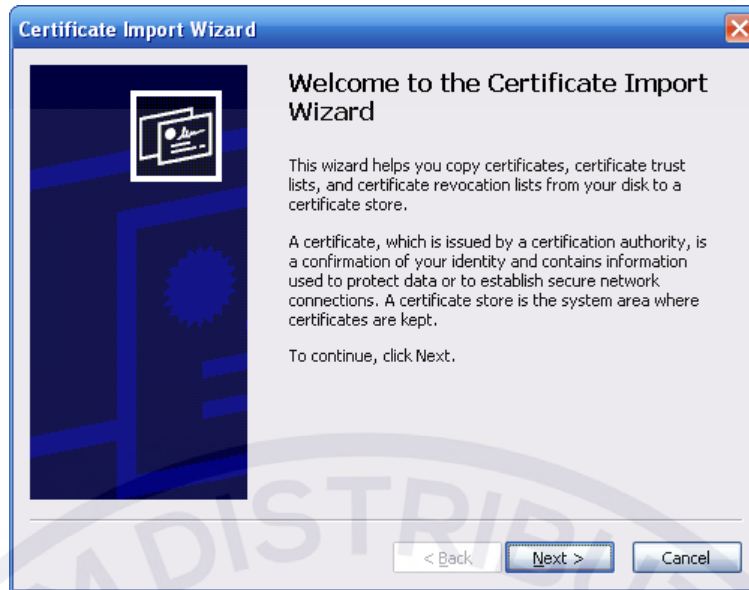 Certificate Import Wizard
Welcome to the Certificate Import
Wizard
This wizard helps you copy certificates, certificate trust
lists, and certificate revocation lists from your disk to a
certificate store.
A certificate, which is issued by a certification authority, is
a confirmation of your identity and contains information
used to protect data or to establish secure network
connections. A certificate store is the system area where
certificates are kept.
To continue, click Next.
< Back
Next >
Cancel